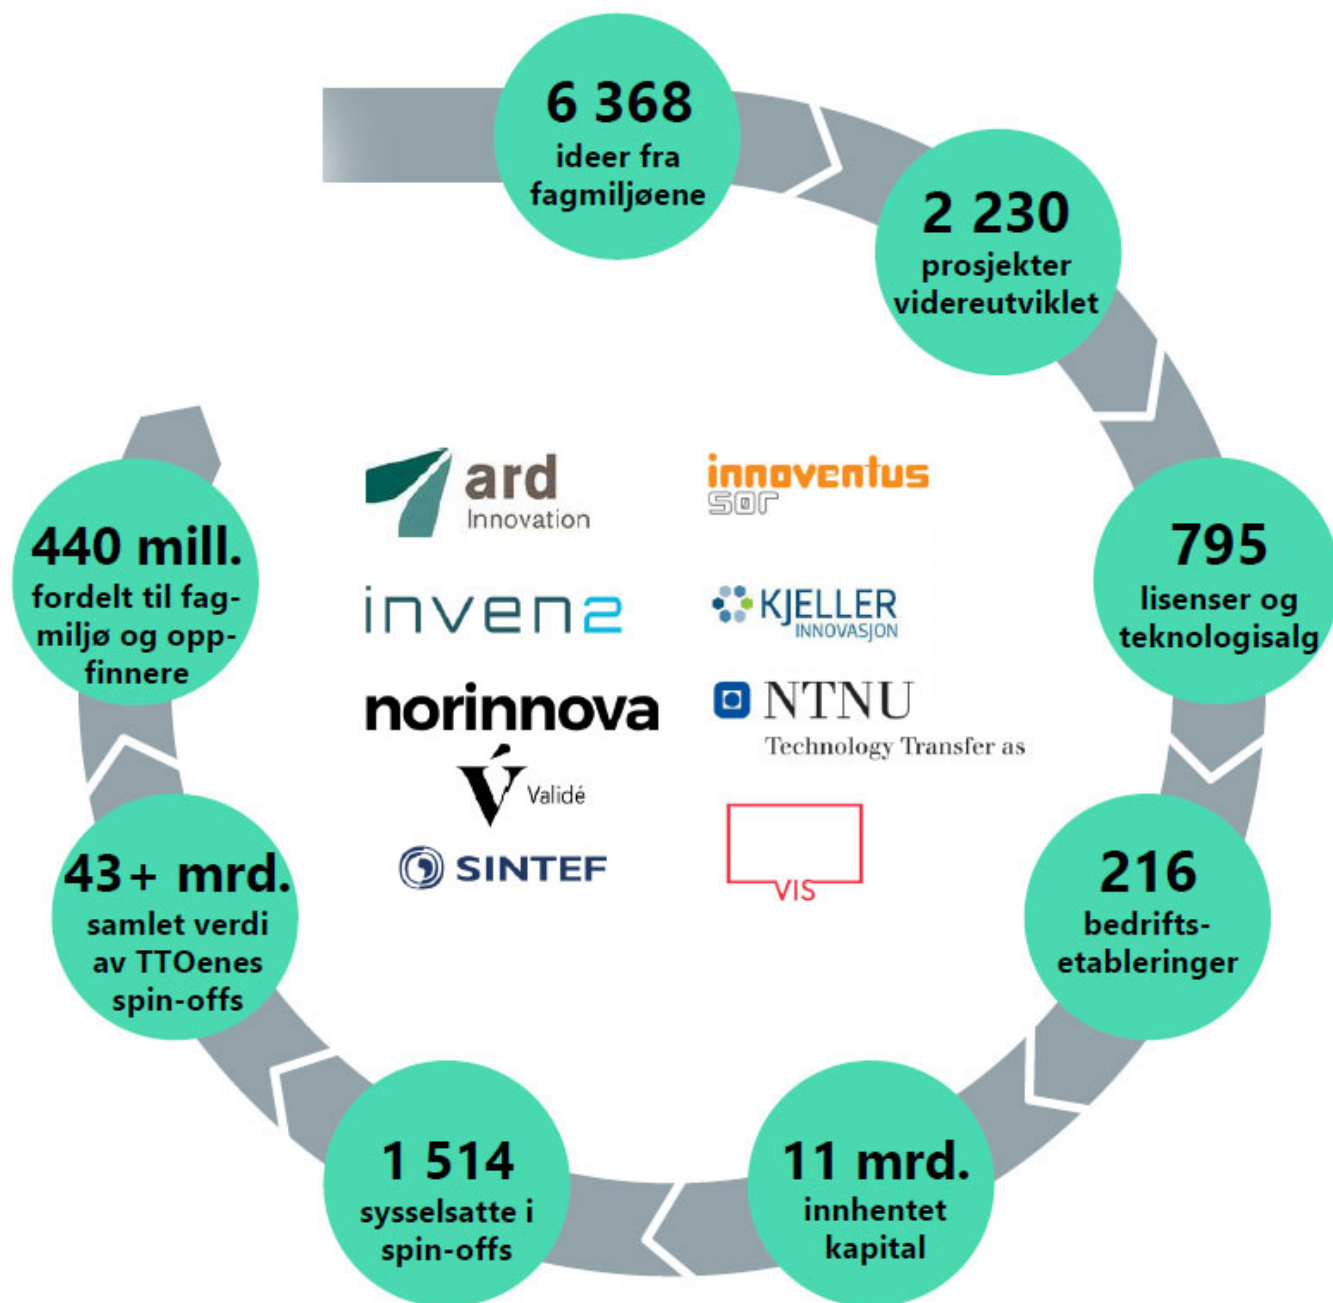 6 368
ideer fra
fagmiljøene
2 230
prosjekter
videreutviklet
795
lisenser og
teknologisalg
216
bedrifts-
etableringer
11 mrd.
innhentet
kapital
1 514
sysselsatte i
spin-offs
43+ mrd.
samlet verdi
av TTOenes
spin-offs
440 mill.
fordelt til fag-
miljø og opp-
finnere
ard
Innovation
innoventus
sør
inven2
KJELLER
INNOVASJON
norinnova
NTNU
Technology Transfer as
Validé
SINTEF
VIS